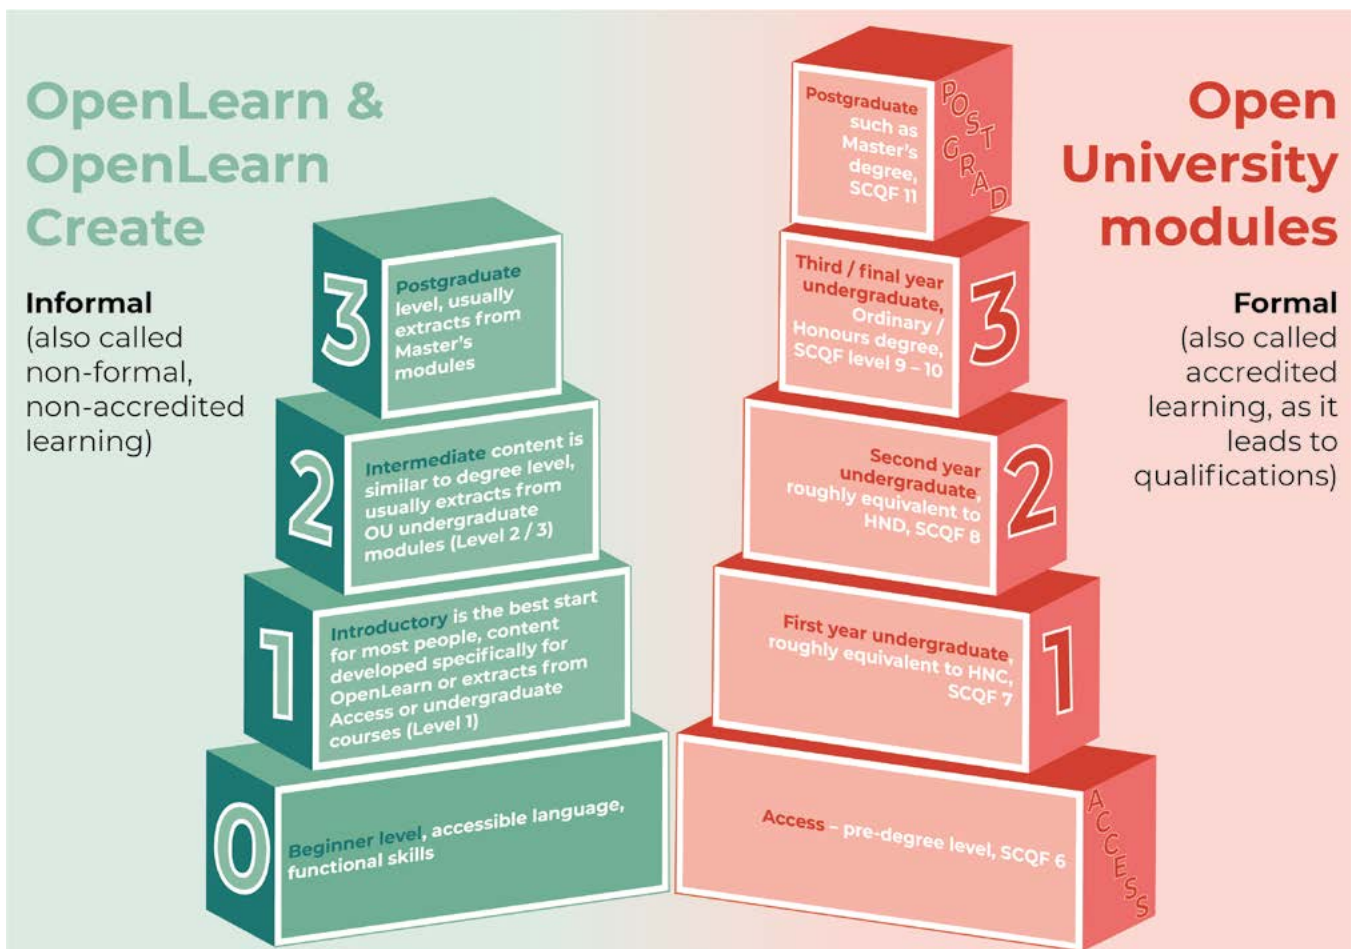 OpenLearn &
OpenLearn
Create
Informal
(also called
non-formal,
non-accredited
learning)
3
Postgraduate
level, usually
extracts from
Master's
modules
2
Intermediate content is
similar to degree level,
usually extracts from
OU undergraduate
modules (Level 2 / 3)
1
Introductory is the best start
for most people, content
developed specifically for
OpenLearn or extracts from
Access or undergraduate
courses (Level 1)
0
Beginner level, accessible language,
functional skills
Open
University
modules
Formal
(also called
accredited
learning, as it
leads to
qualifications)
Postgraduate
such as
Master's
degree,
SCQF 11
POST
GRAD
Third / final year
undergraduate,
Ordinary /
Honours degree,
SCQF level 9 – 10
3
Second year
undergraduate,
roughly equivalent to
HND, SCQF 8
2
First year undergraduate,
roughly equivalent to HNC,
SCQF 7
1
Access – pre-degree level, SCQF 6
ACCESS